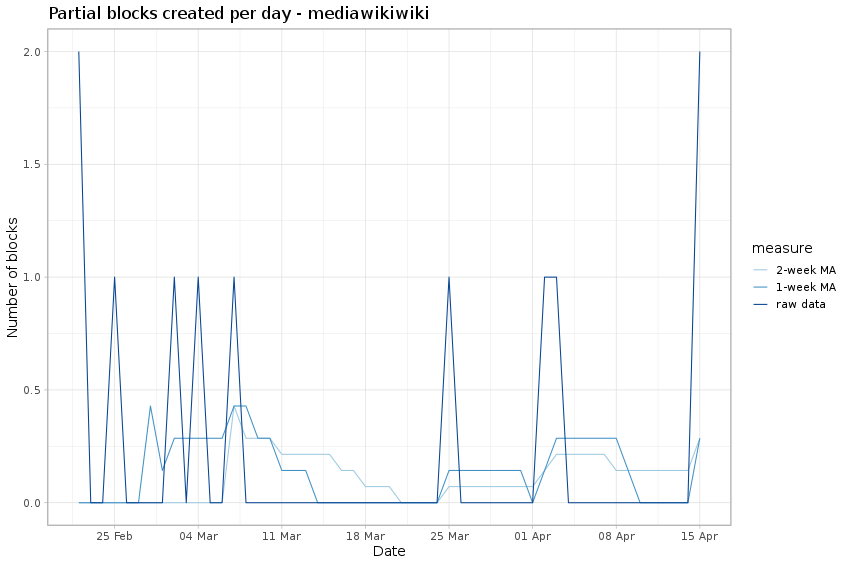 Partial blocks created per day - mediawikiwiki
Number of blocks
2.0
1.5
1.0
0.5
0.0
25 Feb
04 Mar
11 Mar
18 Mar
25 Mar
01 Apr
08 Apr
15 Apr
Date
measure
2-week MA
1-week MA
raw data